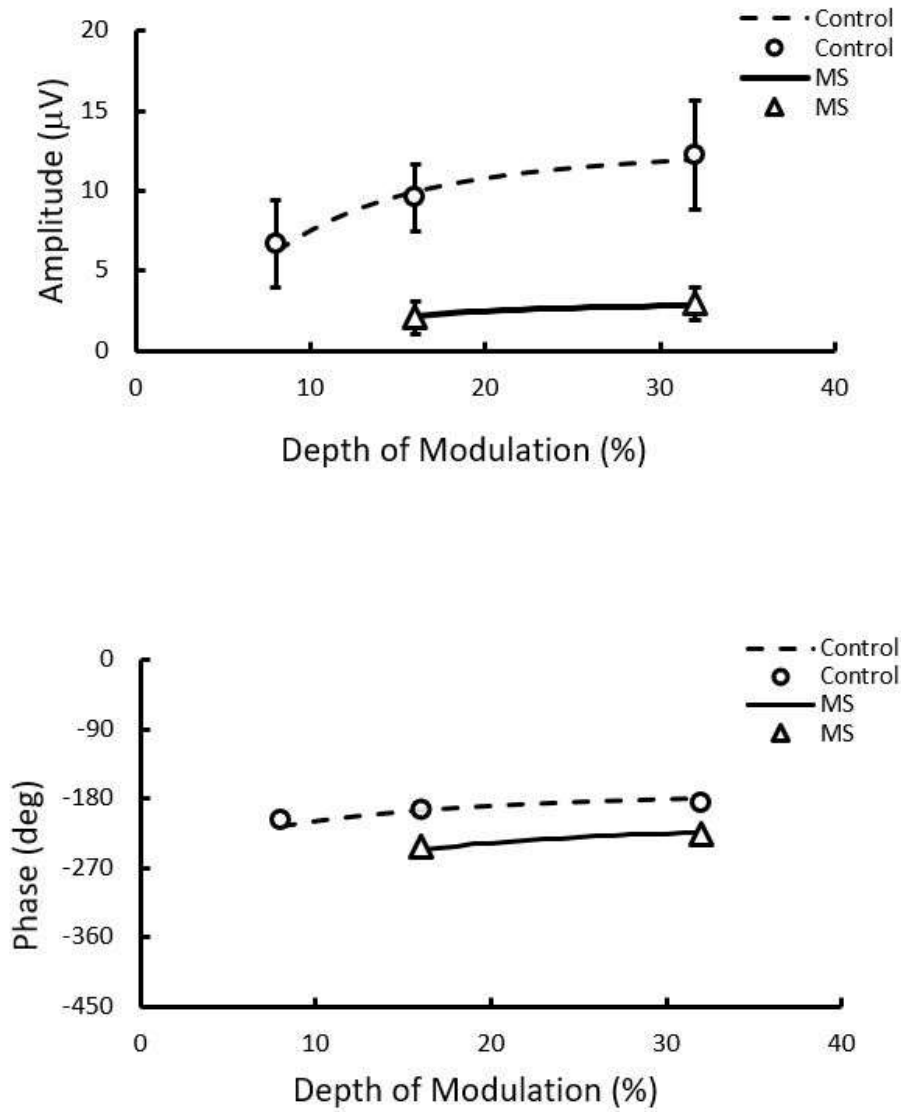 Control
Control
MS
MS
20
15
10
5
0
Amplitude (µV)
0 10 20 30 40
Depth of Modulation (%)
Control
Control
MS
MS
0
-90
-180
-270
-360
-450
Phase (deg)
0 10 20 30 40
Depth of Modulation (%)